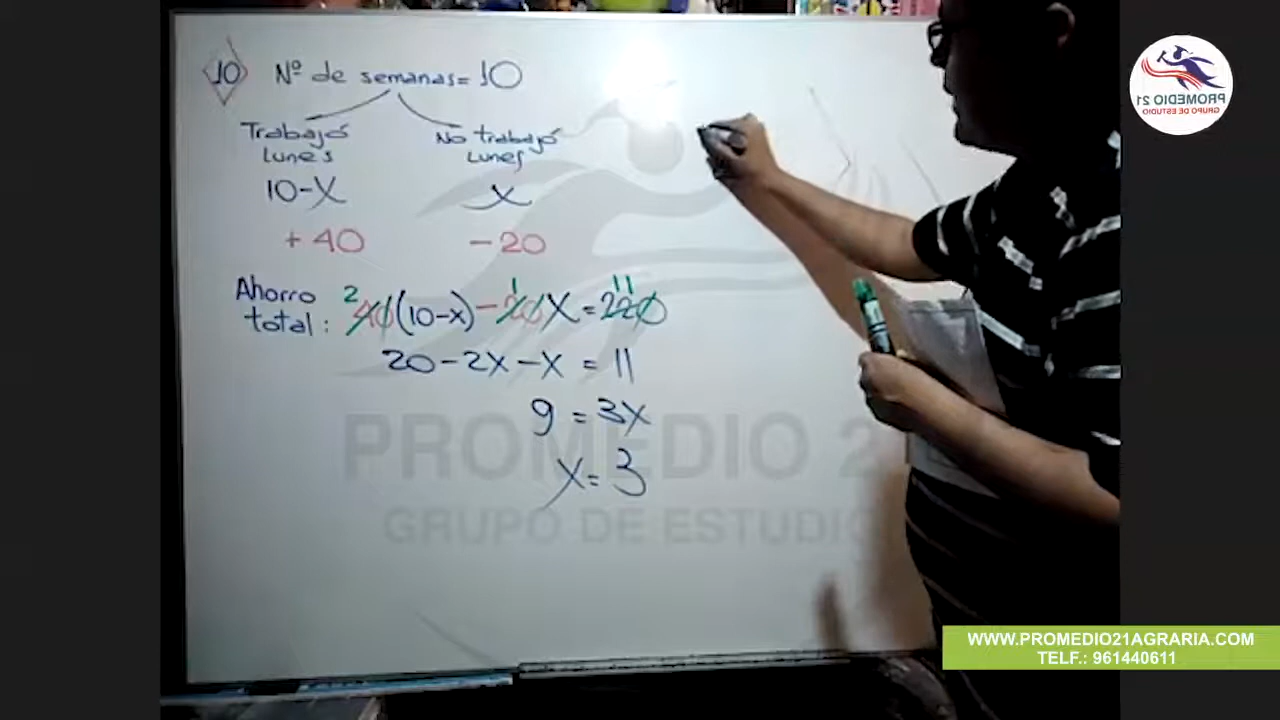 10 Nº de semanas = 10
Trabajó lunes
No trabajó lunes
10-x
x
+40
-20
Ahorro total: 40(10-x) - 20x = 220
2 1 11
20-2x-x = 11
9 = 3x
x = 3
PROMEDIO 21
GRUPO DE ESTUDIO
PROMEDIO 21
GRUPO DE ESTUDIO
WWW.PROMEDIO21AGRARIA.COM
TELF.: 961440611